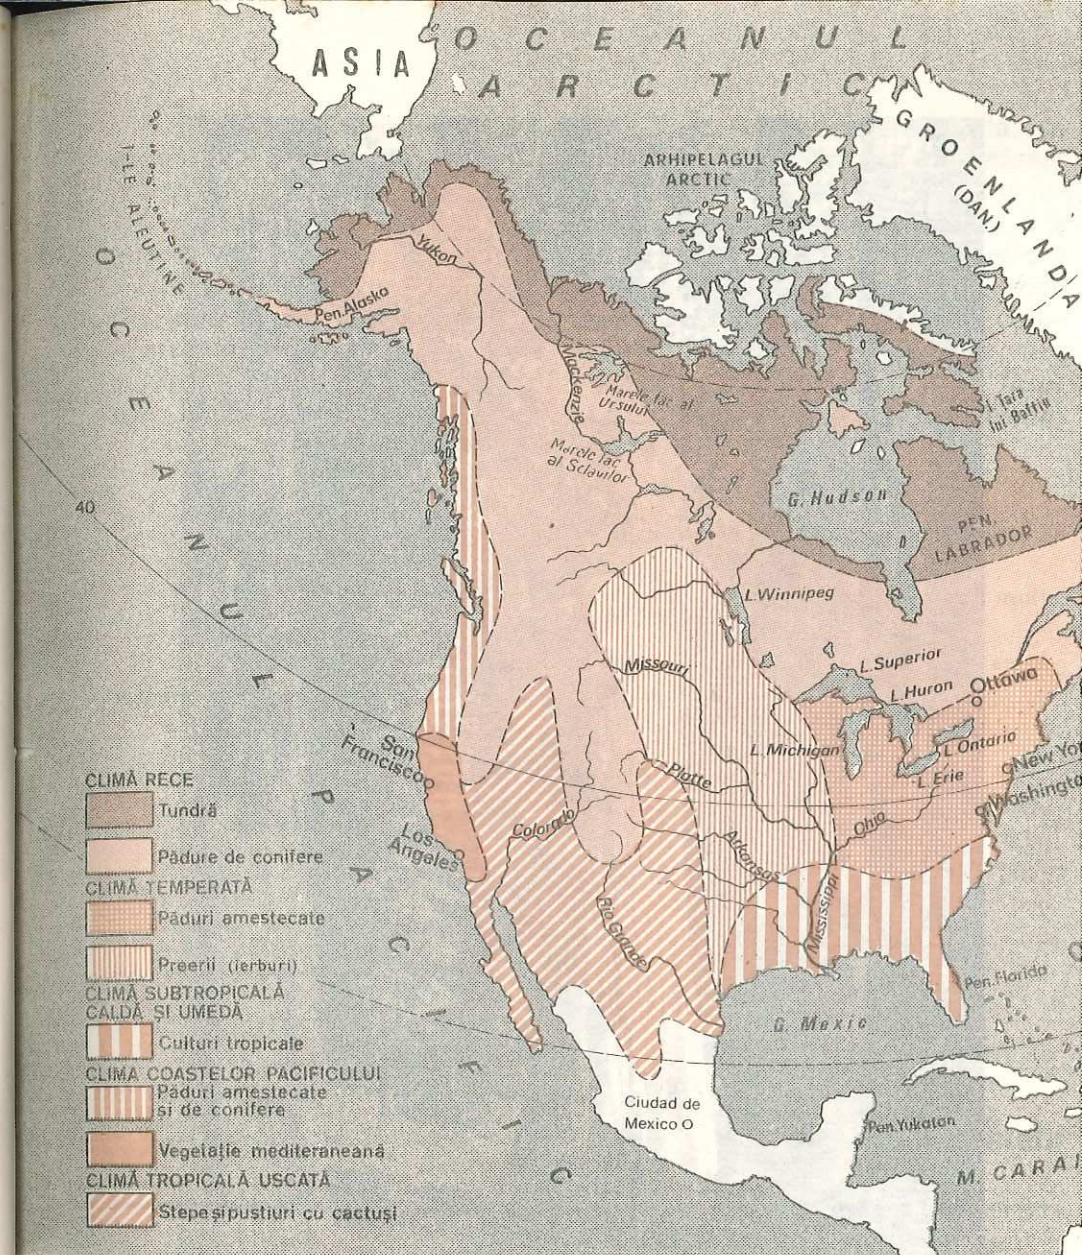 OCEANUL
ARCTIC
ASIA
GROENLANDA
(DAN.)
ARHIPELAGUL
ARCTIC
I-LE ALEUTINE
OCEANUL PACIFIC
Yukon
Pen. Alaska
Mackenzie
Marele lac al
Ursului
Marele lac
al Sclavilor
I. Țara
lui Baffin
G. Hudson
PEN.
LABRADOR
40
L. Winnipeg
Missouri
L. Superior
L. Huron
Ottawa
L. Michigan
L. Ontario
L. Erie
New Yo
Washingto
San
Francisco
Platte
Ohio
Los
Angeles
Colorado
Arkansas
Mississippi
Rio Grande
Pen. Florida
G. Mexic
Ciudad de
Mexico
Pen. Yukatan
M. CARAI
CLIMĂ RECE
Tundră
Pădure de conifere
CLIMĂ TEMPERATĂ
Păduri amestecate
Preerii (ierburi)
CLIMĂ SUBTROPICALĂ
CALDĂ ȘI UMEDĂ
Culturi tropicale
CLIMA COASTELOR PACIFICULUI
Păduri amestecate
și de conifere
Vegetație mediteraneană
CLIMĂ TROPICALĂ USCATĂ
Stepe și pustiuri cu cactuși